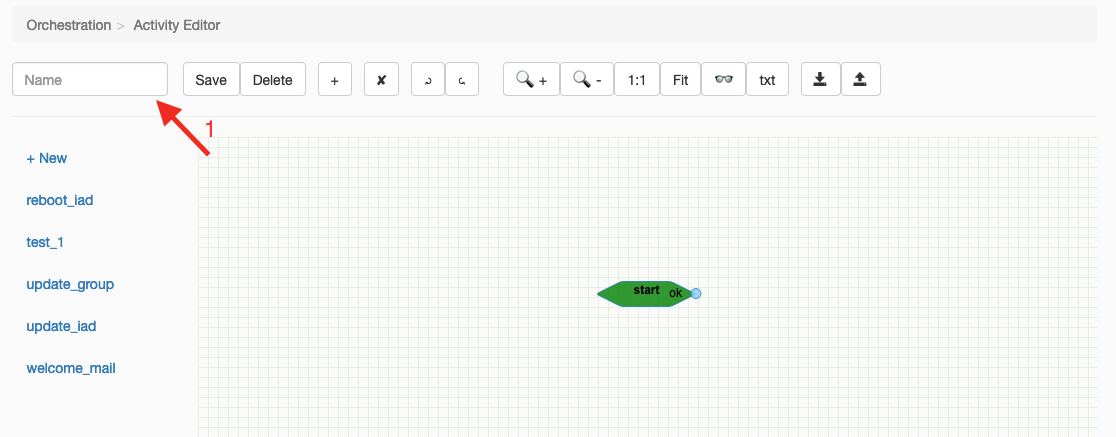 Orchestration > Activity Editor
Name Save Delete + ✘ 🔍 + 🔍 - 1:1 Fit 👓 txt
1
+ New
reboot_iad
test_1
update_group
start ok
update_iad
welcome_mail